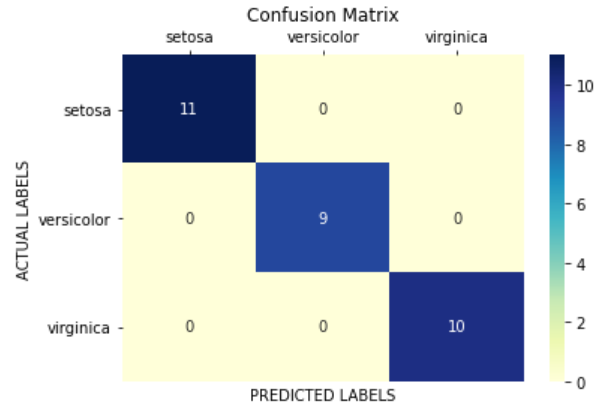 Confusion Matrix
setosa versicolor virginica
setosa 11 0 0
versicolor 0 9 0
virginica 0 0 10
ACTUAL LABELS
PREDICTED LABELS
10
8
6
4
2
0